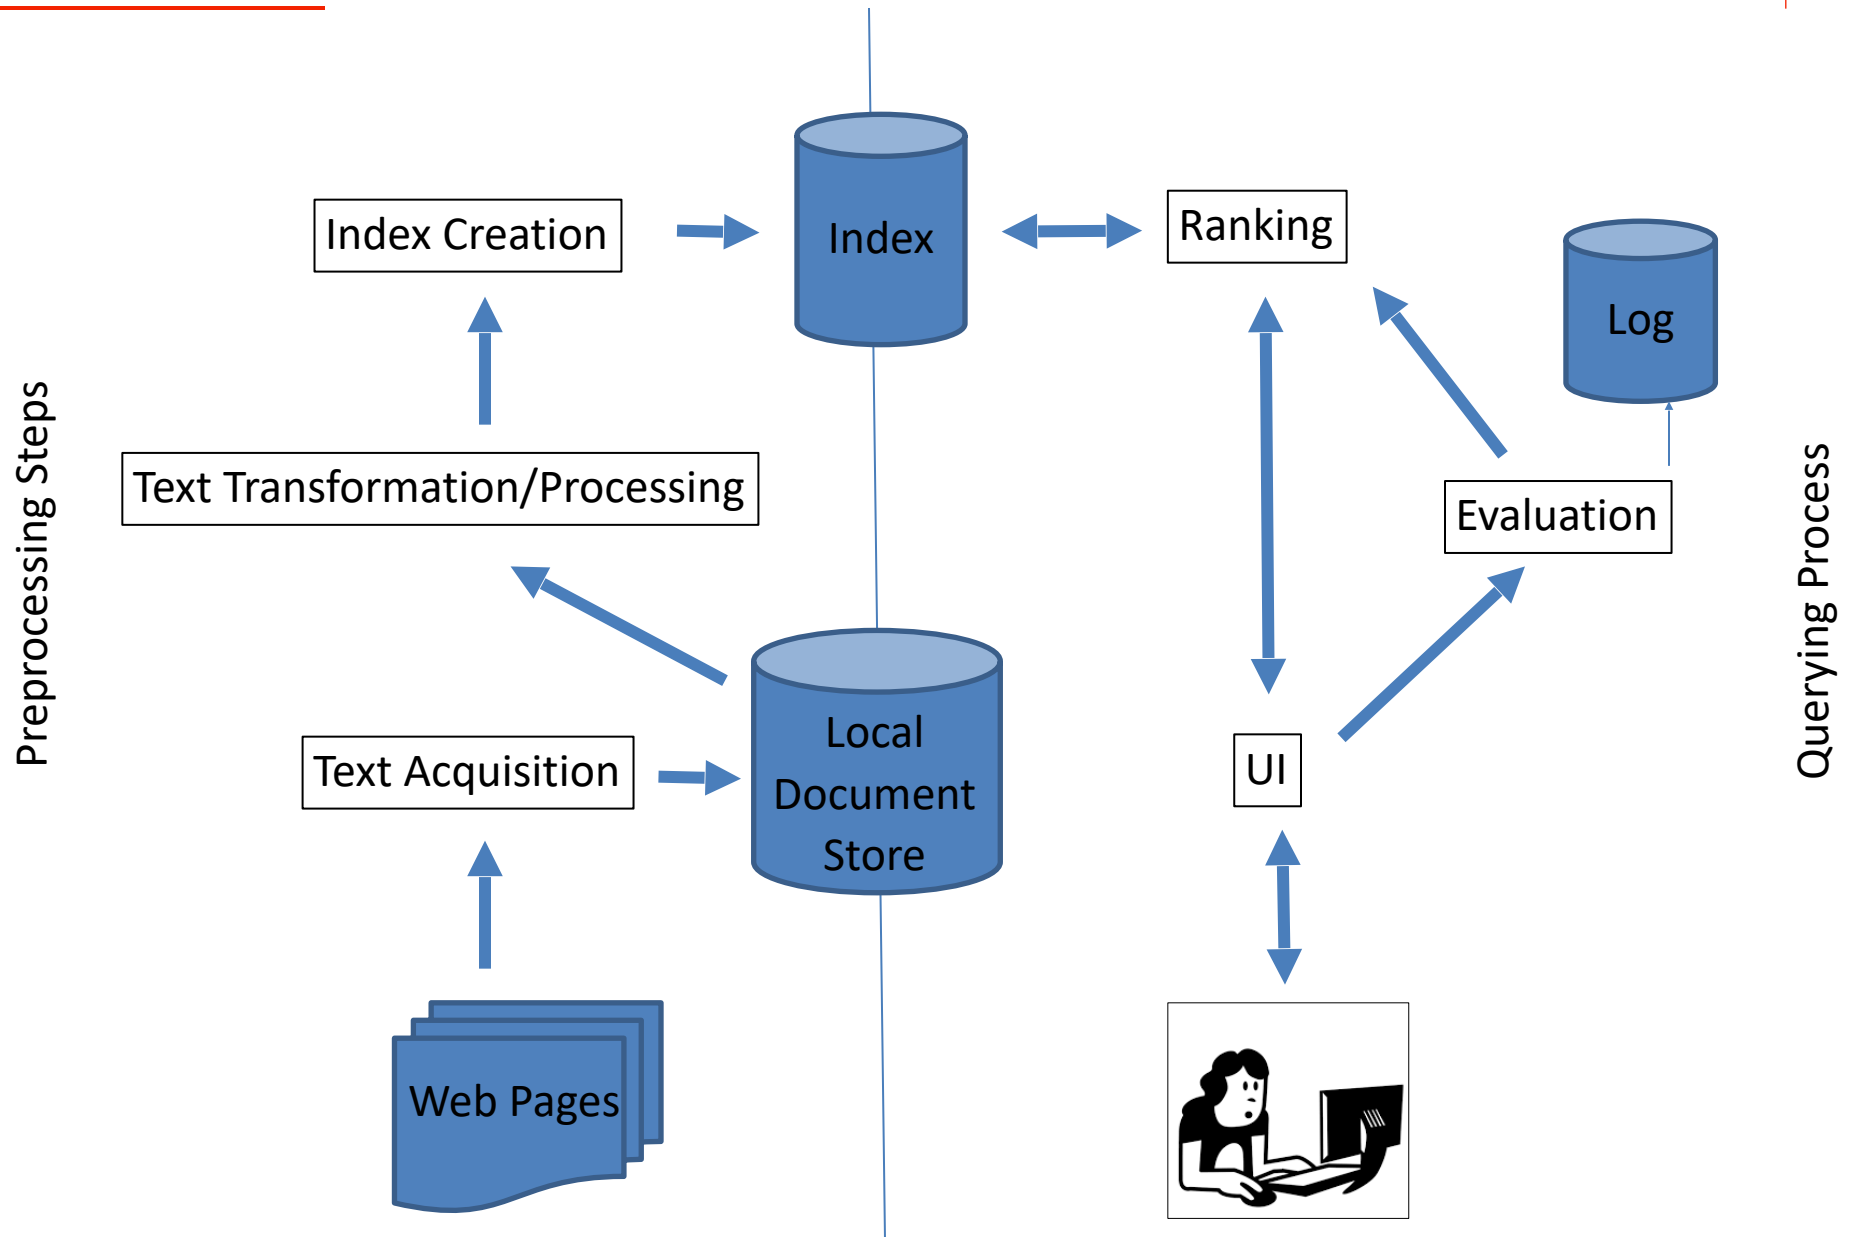 Preprocessing Steps
Index Creation
Index
Ranking
Log
Text Transformation/Processing
Evaluation
Text Acquisition
Local
Document
Store
UI
Web Pages
Querying Process